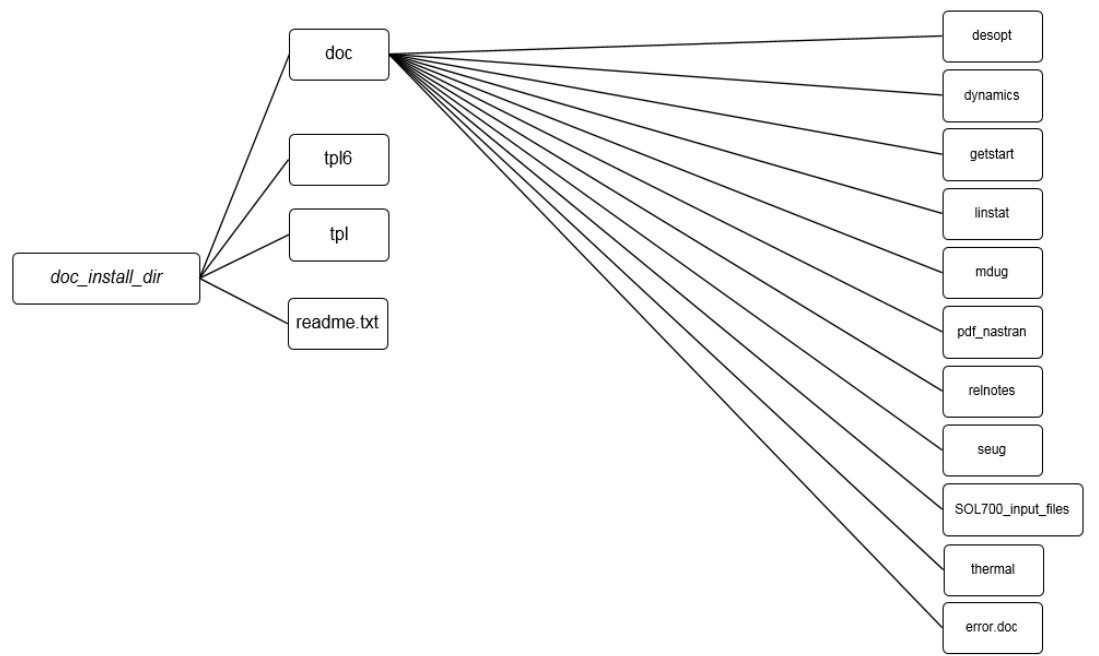 doc_install_dir
doc
tpl6
tpl
readme.txt
desopt
dynamics
getstart
linstat
mdug
pdf_nastran
relnotes
seug
SOL700_input_files
thermal
error.doc